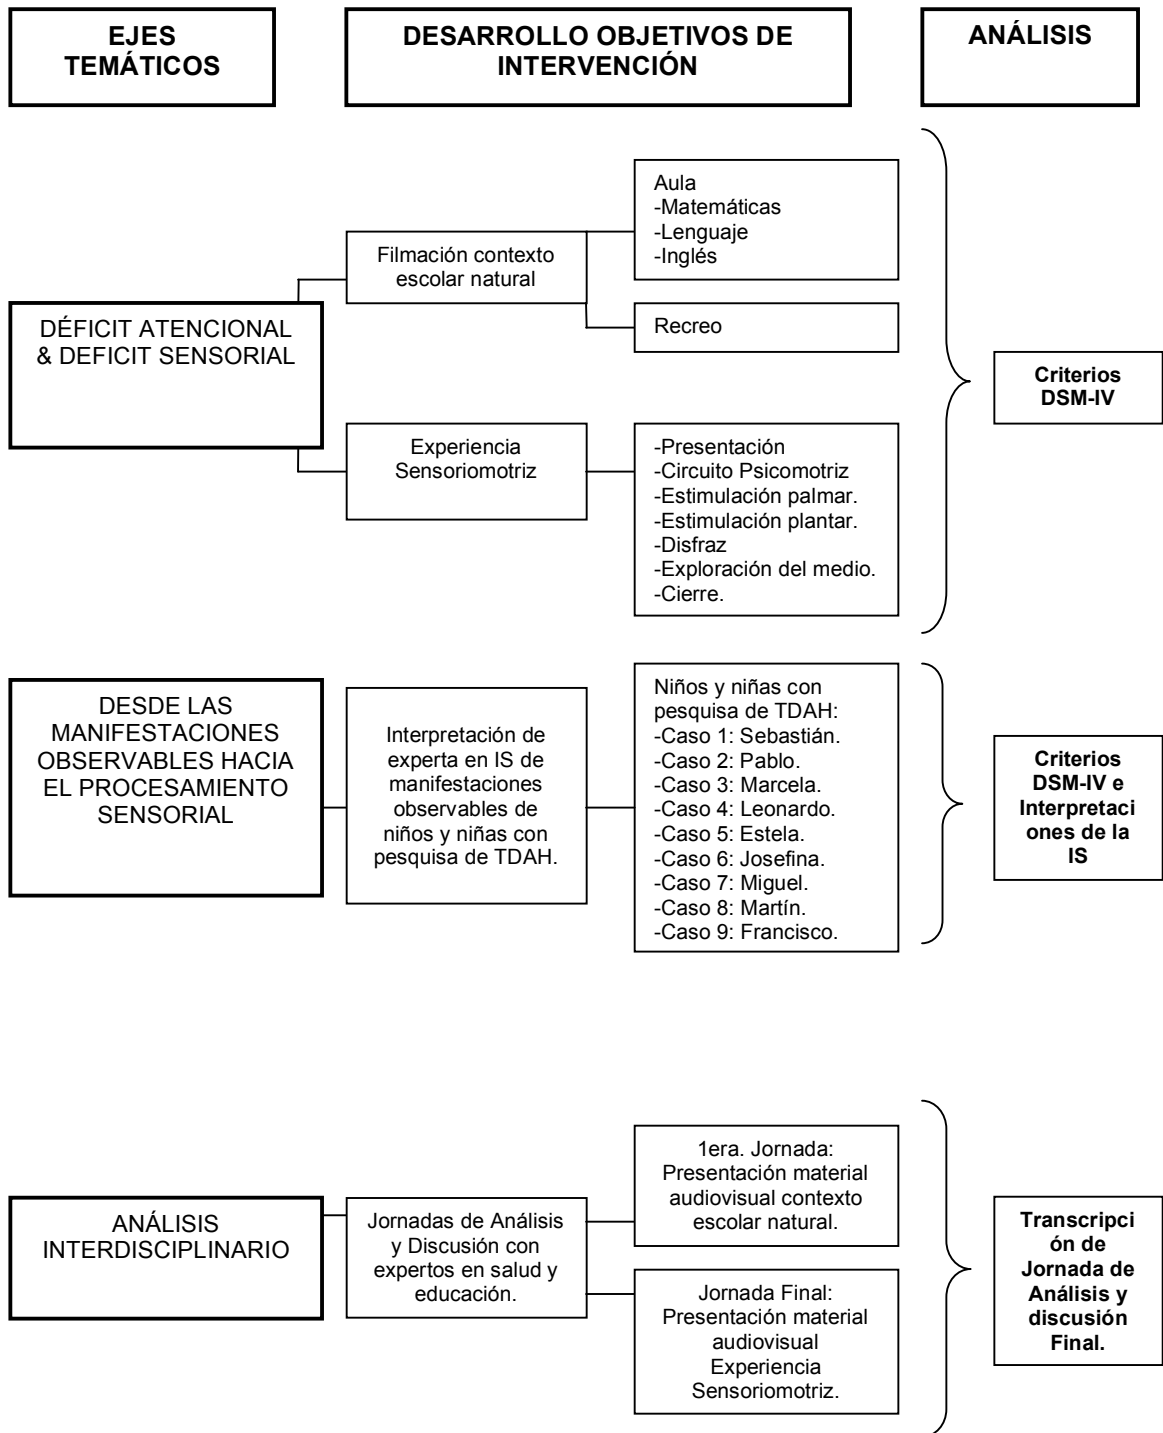 EJES
TEMÁTICOS
DESARROLLO OBJETIVOS DE
INTERVENCIÓN
ANÁLISIS
DÉFICIT ATENCIONAL
& DEFICIT SENSORIAL
Filmación contexto
escolar natural
Aula
-Matemáticas
-Lenguaje
-Inglés
Recreo
Experiencia
Sensoriomotriz
-Presentación
-Circuito Psicomotriz
-Estimulación palmar.
-Estimulación plantar.
-Disfraz
-Exploración del medio.
-Cierre.
Criterios
DSM-IV
DESDE LAS
MANIFESTACIONES
OBSERVABLES HACIA
EL PROCESAMIENTO
SENSORIAL
Interpretación de
experta en IS de
manifestaciones
observables de
niños y niñas con
pesquisa de TDAH.
Niños y niñas con
pesquisa de TDAH:
-Caso 1: Sebastián.
-Caso 2: Pablo.
-Caso 3: Marcela.
-Caso 4: Leonardo.
-Caso 5: Estela.
-Caso 6: Josefina.
-Caso 7: Miguel.
-Caso 8: Martín.
-Caso 9: Francisco.
Criterios
DSM-IV e
Interpretaci
ones de la
IS
ANÁLISIS
INTERDISCIPLINARIO
Jornadas de Análisis
y Discusión con
expertos en salud y
educación.
1era. Jornada:
Presentación material
audiovisual contexto
escolar natural.
Jornada Final:
Presentación material
audiovisual
Experiencia
Sensoriomotriz.
Transcripci
ón de
Jornada de
Análisis y
discusión
Final.